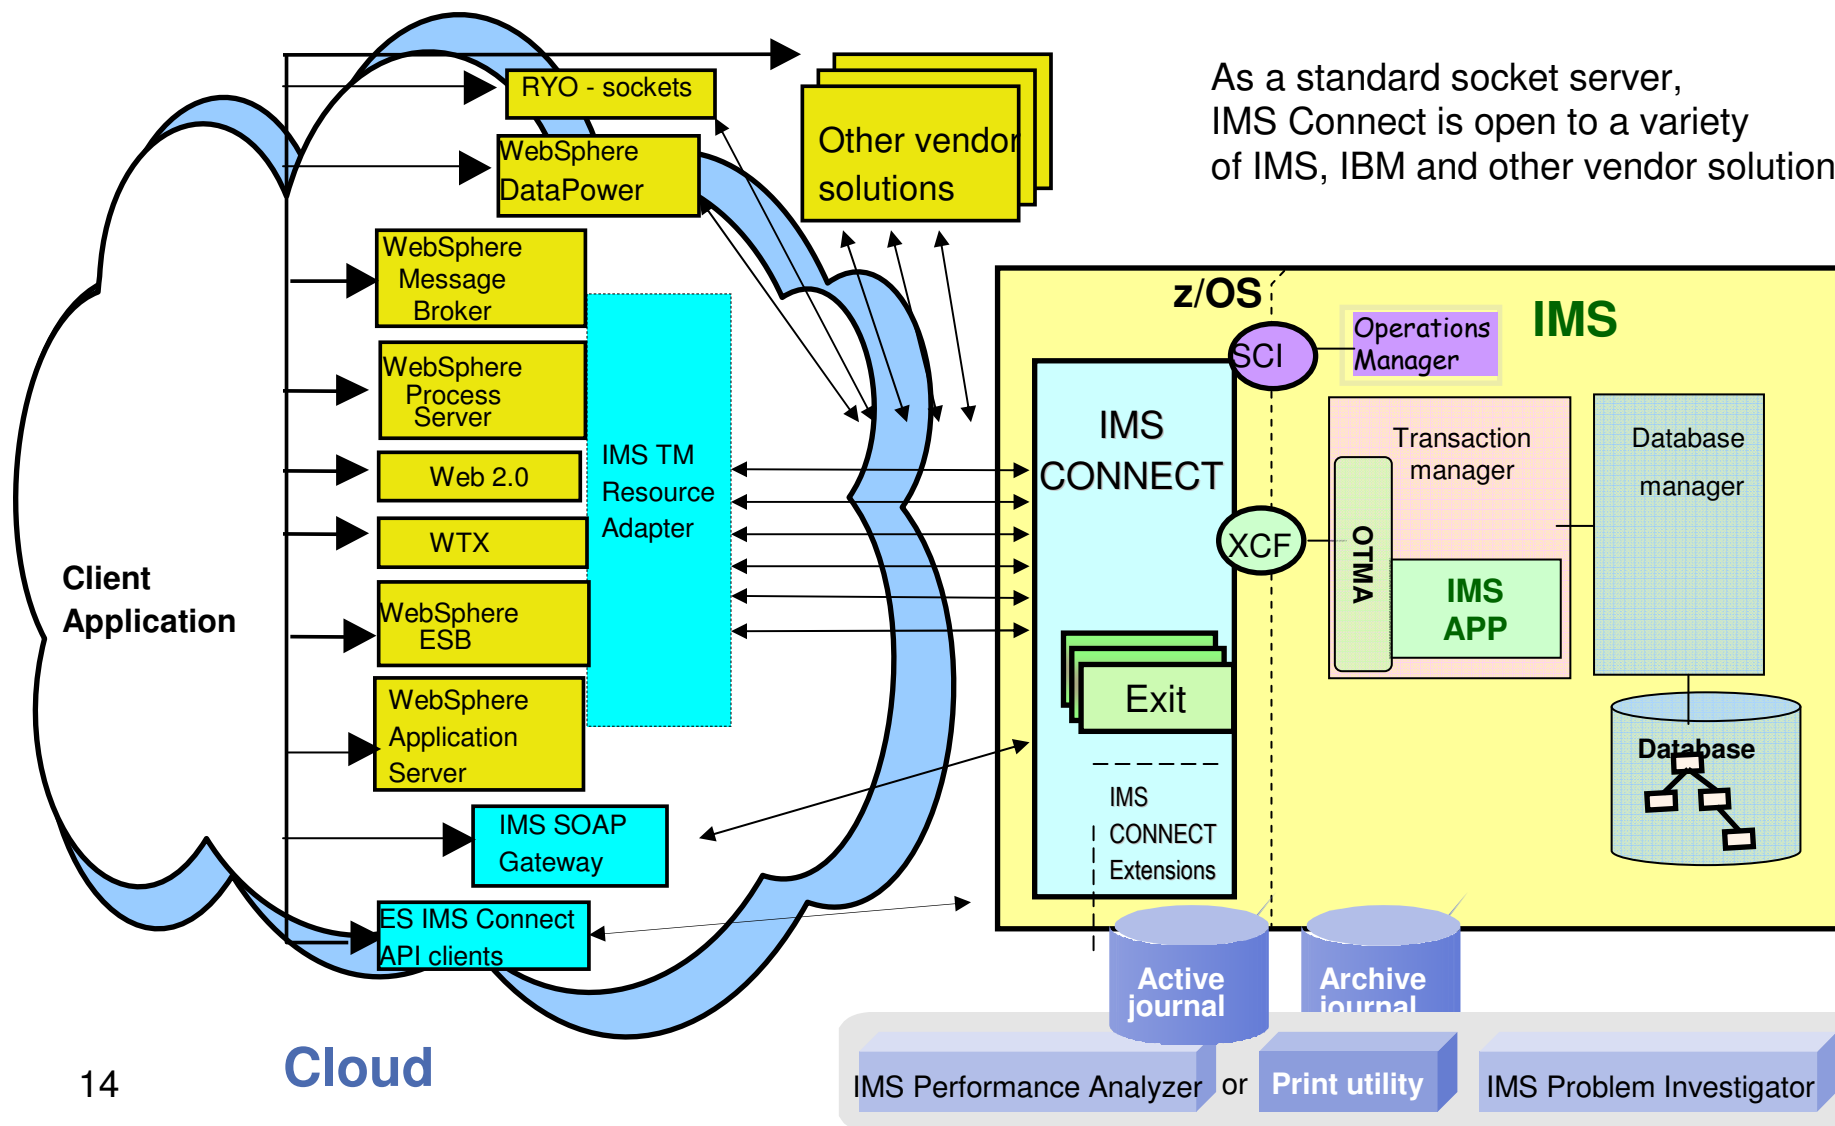 As a standard socket server,
IMS Connect is open to a variety
of IMS, IBM and other vendor solution
RYO - sockets
WebSphere
DataPower
Other vendor
solutions
WebSphere
Message
Broker
WebSphere
Process
Server
Web 2.0
WTX
WebSphere
ESB
WebSphere
Application
Server
IMS TM
Resource
Adapter
Client
Application
IMS SOAP
Gateway
ES IMS Connect
API clients
z/OS
IMS
SCI
Operations
Manager
IMS
CONNECT
XCF
Transaction
manager
OTMA
IMS
APP
Database
manager
Database
Exit
IMS
CONNECT
Extensions
Active
journal
Archive
journal
IMS Performance Analyzer
or
Print utility
IMS Problem Investigator
Cloud
14